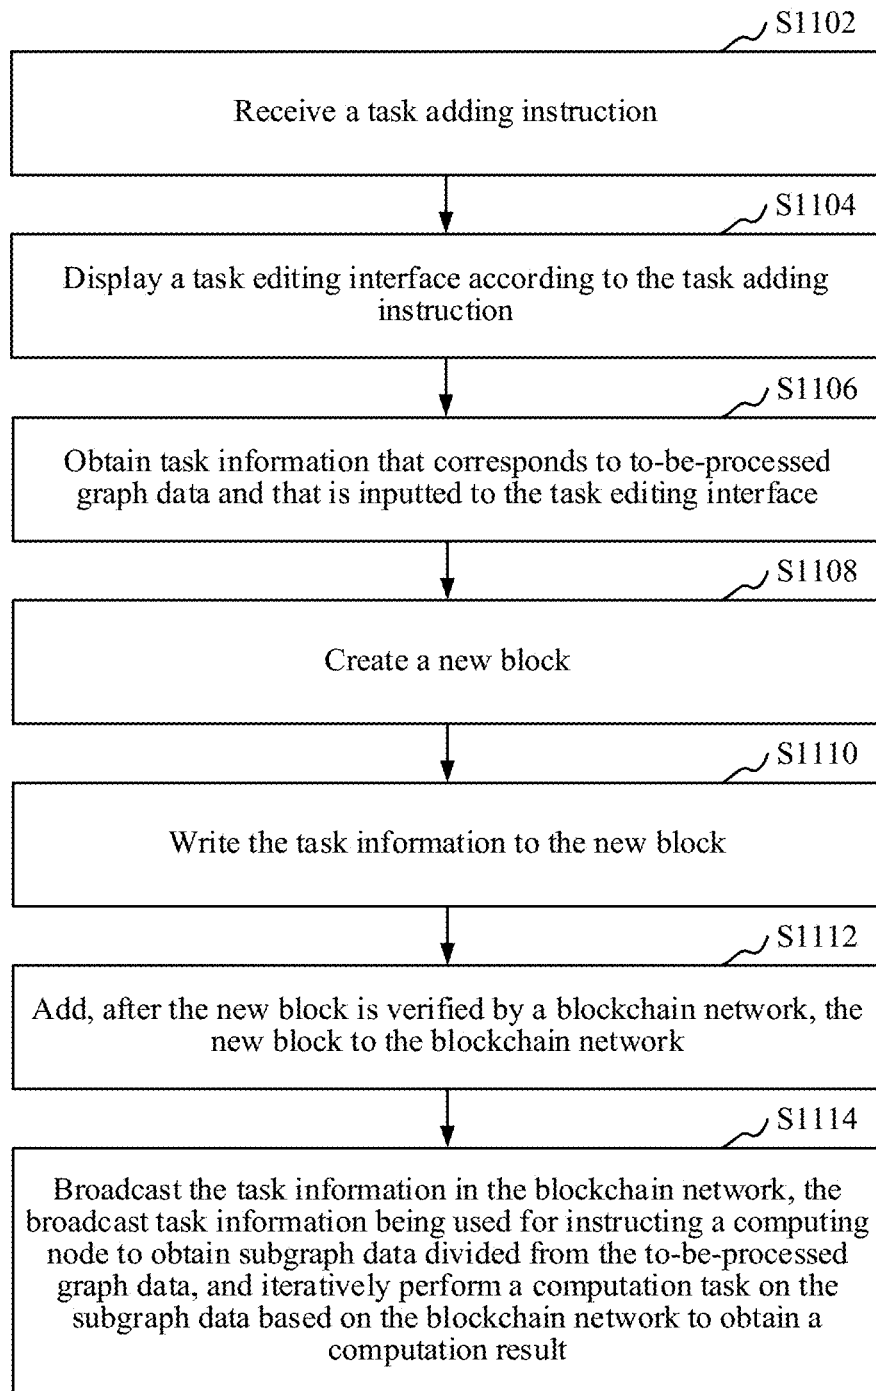 S1102
Receive a task adding instruction
S1104
Display a task editing interface according to the task adding
instruction
S1106
Obtain task information that corresponds to to-be-processed
graph data and that is inputted to the task editing interface
S1108
Create a new block
S1110
Write the task information to the new block
S1112
Add, after the new block is verified by a blockchain network, the
new block to the blockchain network
S1114
Broadcast the task information in the blockchain network, the
broadcast task information being used for instructing a computing
node to obtain subgraph data divided from the to-be-processed
graph data, and iteratively perform a computation task on the
subgraph data based on the blockchain network to obtain a
computation result